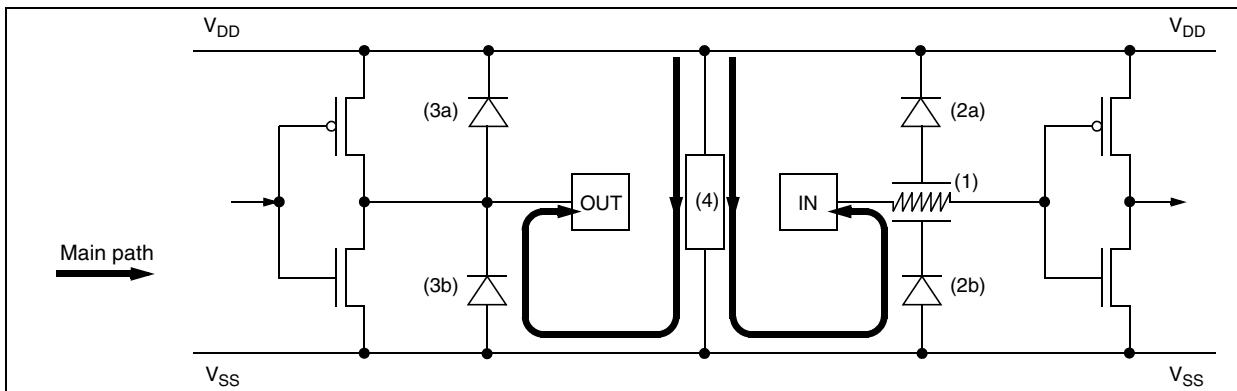 VDD
VDD
(3a)
(2a)
(1)
OUT
(4)
IN
Main path
(3b)
(2b)
VSS
VSS